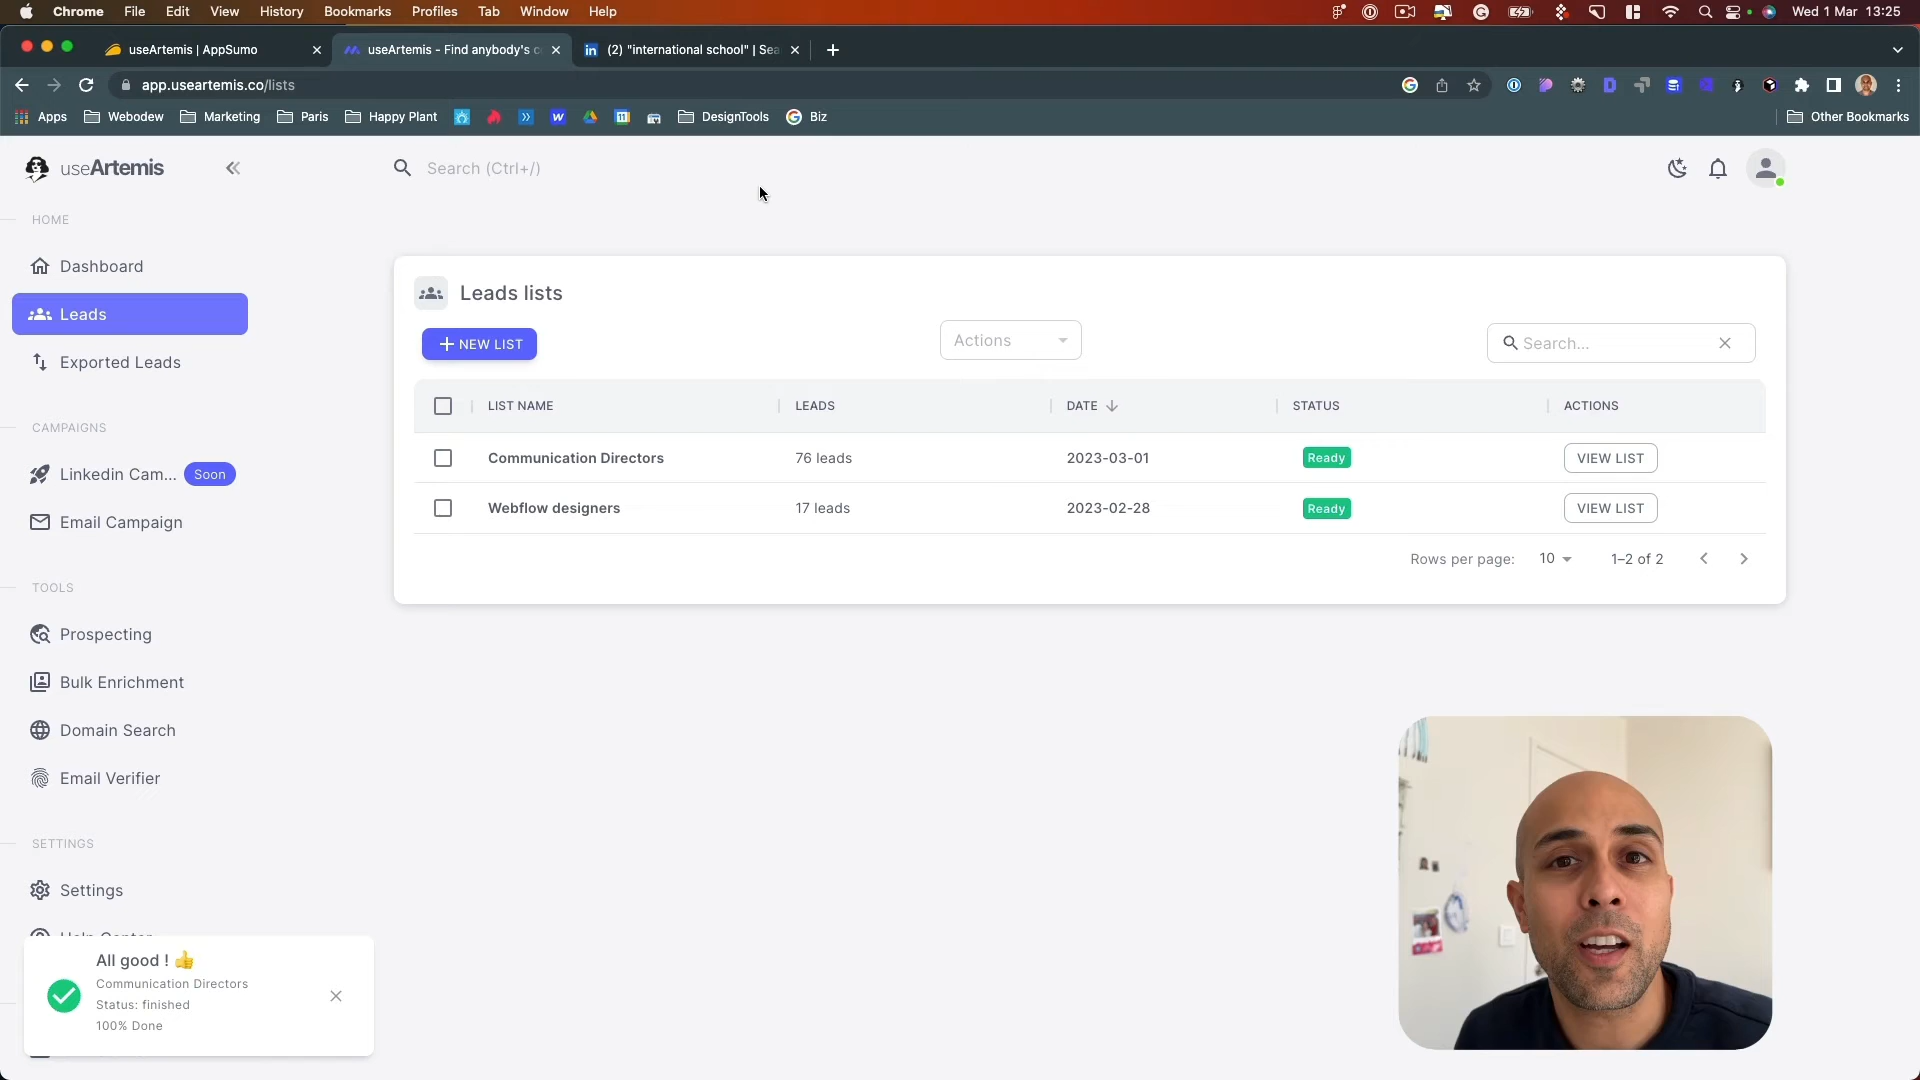 Chrome File Edit View History Bookmarks Profiles Tab Window Help
Wed 1 Mar 13:25
useArtemis | AppSumo
useArtemis - Find anybody's c
(2) "international school" | Sea
app.useartemis.co/lists
Apps Webodew Marketing Paris Happy Plant DesignTools Biz Other Bookmarks
useArtemis
Search (Ctrl+/)
HOME
Dashboard
Leads
Exported Leads
CAMPAIGNS
Linkedin Cam... Soon
Email Campaign
TOOLS
Prospecting
Bulk Enrichment
Domain Search
Email Verifier
SETTINGS
Settings
Help Center
All good ! 👍
Communication Directors
Status: finished
100% Done
Leads lists
NEW LIST
Actions
Search...
LIST NAME LEADS DATE STATUS ACTIONS
Communication Directors 76 leads 2023-03-01 Ready VIEW LIST
Webflow designers 17 leads 2023-02-28 Ready VIEW LIST
Rows per page: 10 1–2 of 2